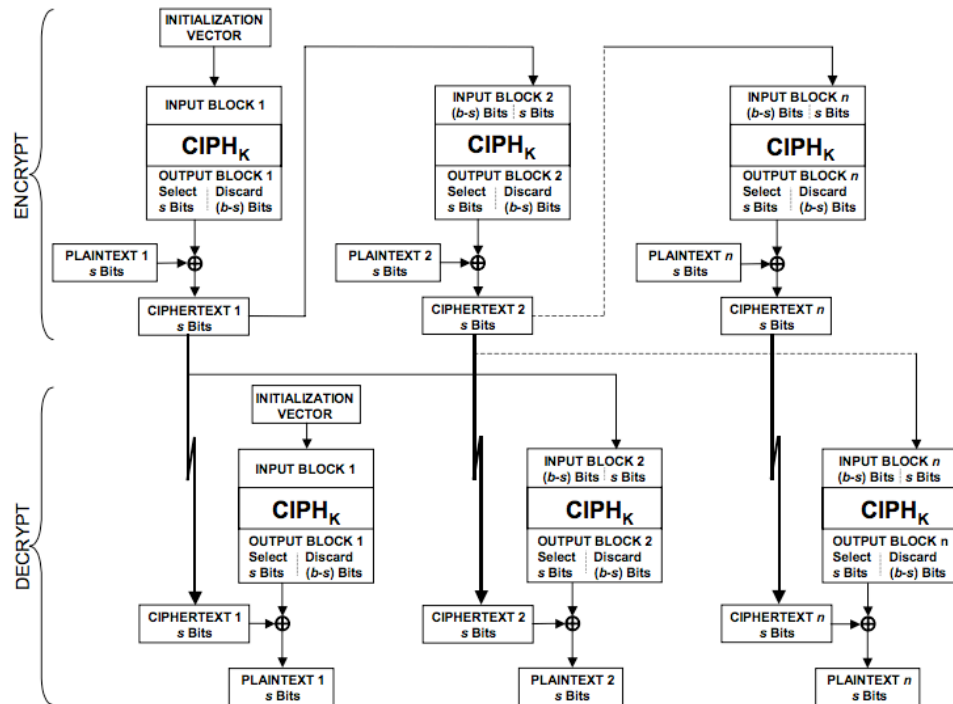 ENCRYPT
INITIALIZATION
VECTOR
INPUT BLOCK 1
CIPHK
OUTPUT BLOCK 1
Select Discard
s Bits (b-s) Bits
PLAINTEXT 1
s Bits
CIPHERTEXT 1
s Bits
INPUT BLOCK 2
(b-s) Bits s Bits
CIPHK
OUTPUT BLOCK 2
Select Discard
s Bits (b-s) Bits
PLAINTEXT 2
s Bits
CIPHERTEXT 2
s Bits
INPUT BLOCK n
(b-s) Bits s Bits
CIPHK
OUTPUT BLOCK n
Select Discard
s Bits (b-s) Bits
PLAINTEXT n
s Bits
CIPHERTEXT n
s Bits
DECRYPT
INITIALIZATION
VECTOR
INPUT BLOCK 1
CIPHK
OUTPUT BLOCK 1
Select Discard
s Bits (b-s) Bits
CIPHERTEXT 1
s Bits
PLAINTEXT 1
s Bits
INPUT BLOCK 2
(b-s) Bits s Bits
CIPHK
OUTPUT BLOCK 2
Select Discard
s Bits (b-s) Bits
CIPHERTEXT 2
s Bits
PLAINTEXT 2
s Bits
INPUT BLOCK n
(b-s) Bits s Bits
CIPHK
OUTPUT BLOCK n
Select Discard
s Bits (b-s) Bits
CIPHERTEXT n
s Bits
PLAINTEXT n
s Bits